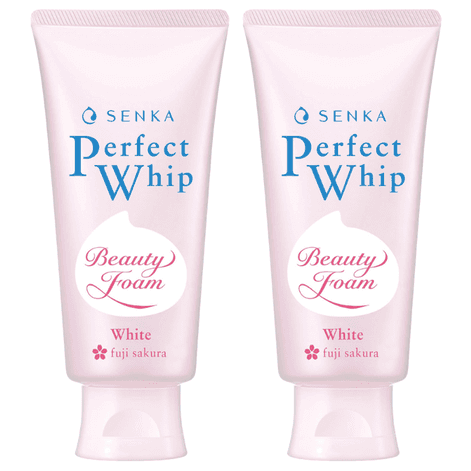 SENKA
Perfect
Whip
Beauty
Foam
White
fuji sakura
SENKA
Perfect
Whip
Beauty
Foam
White
fuji sakura